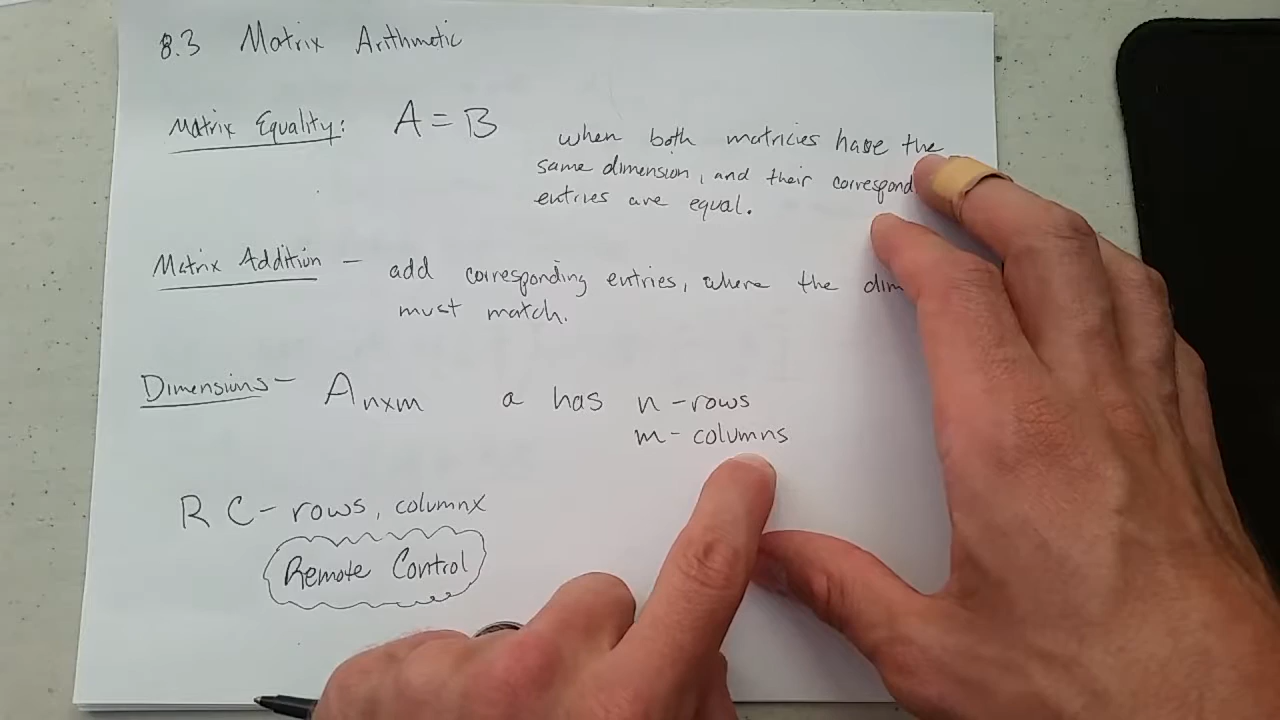 8.3 Matrix Arithmetic
Matrix Equality: A = B
when both matricies have the
same dimension, and their correspond
entries are equal.
Matrix Addition - add corresponding entries, where the dim
must match.
Dimensions - Anxm a has n - rows
m - columns
R C - rows, columnx
Remote Control